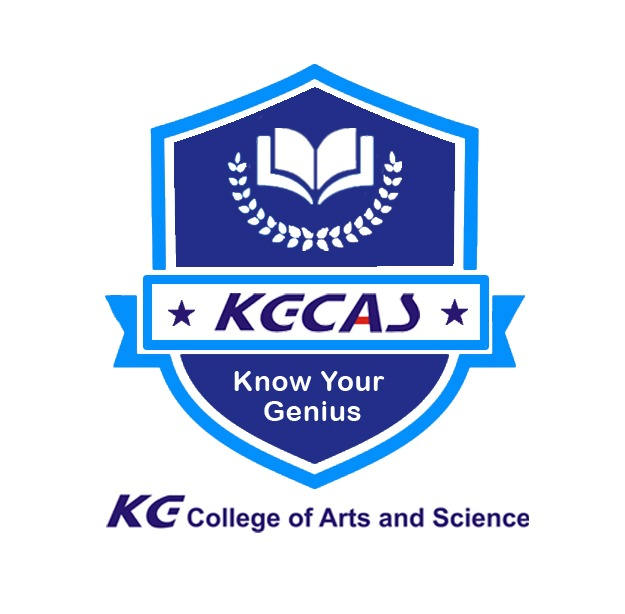 KGCAS
Know Your
Genius
KG College of Arts and Science